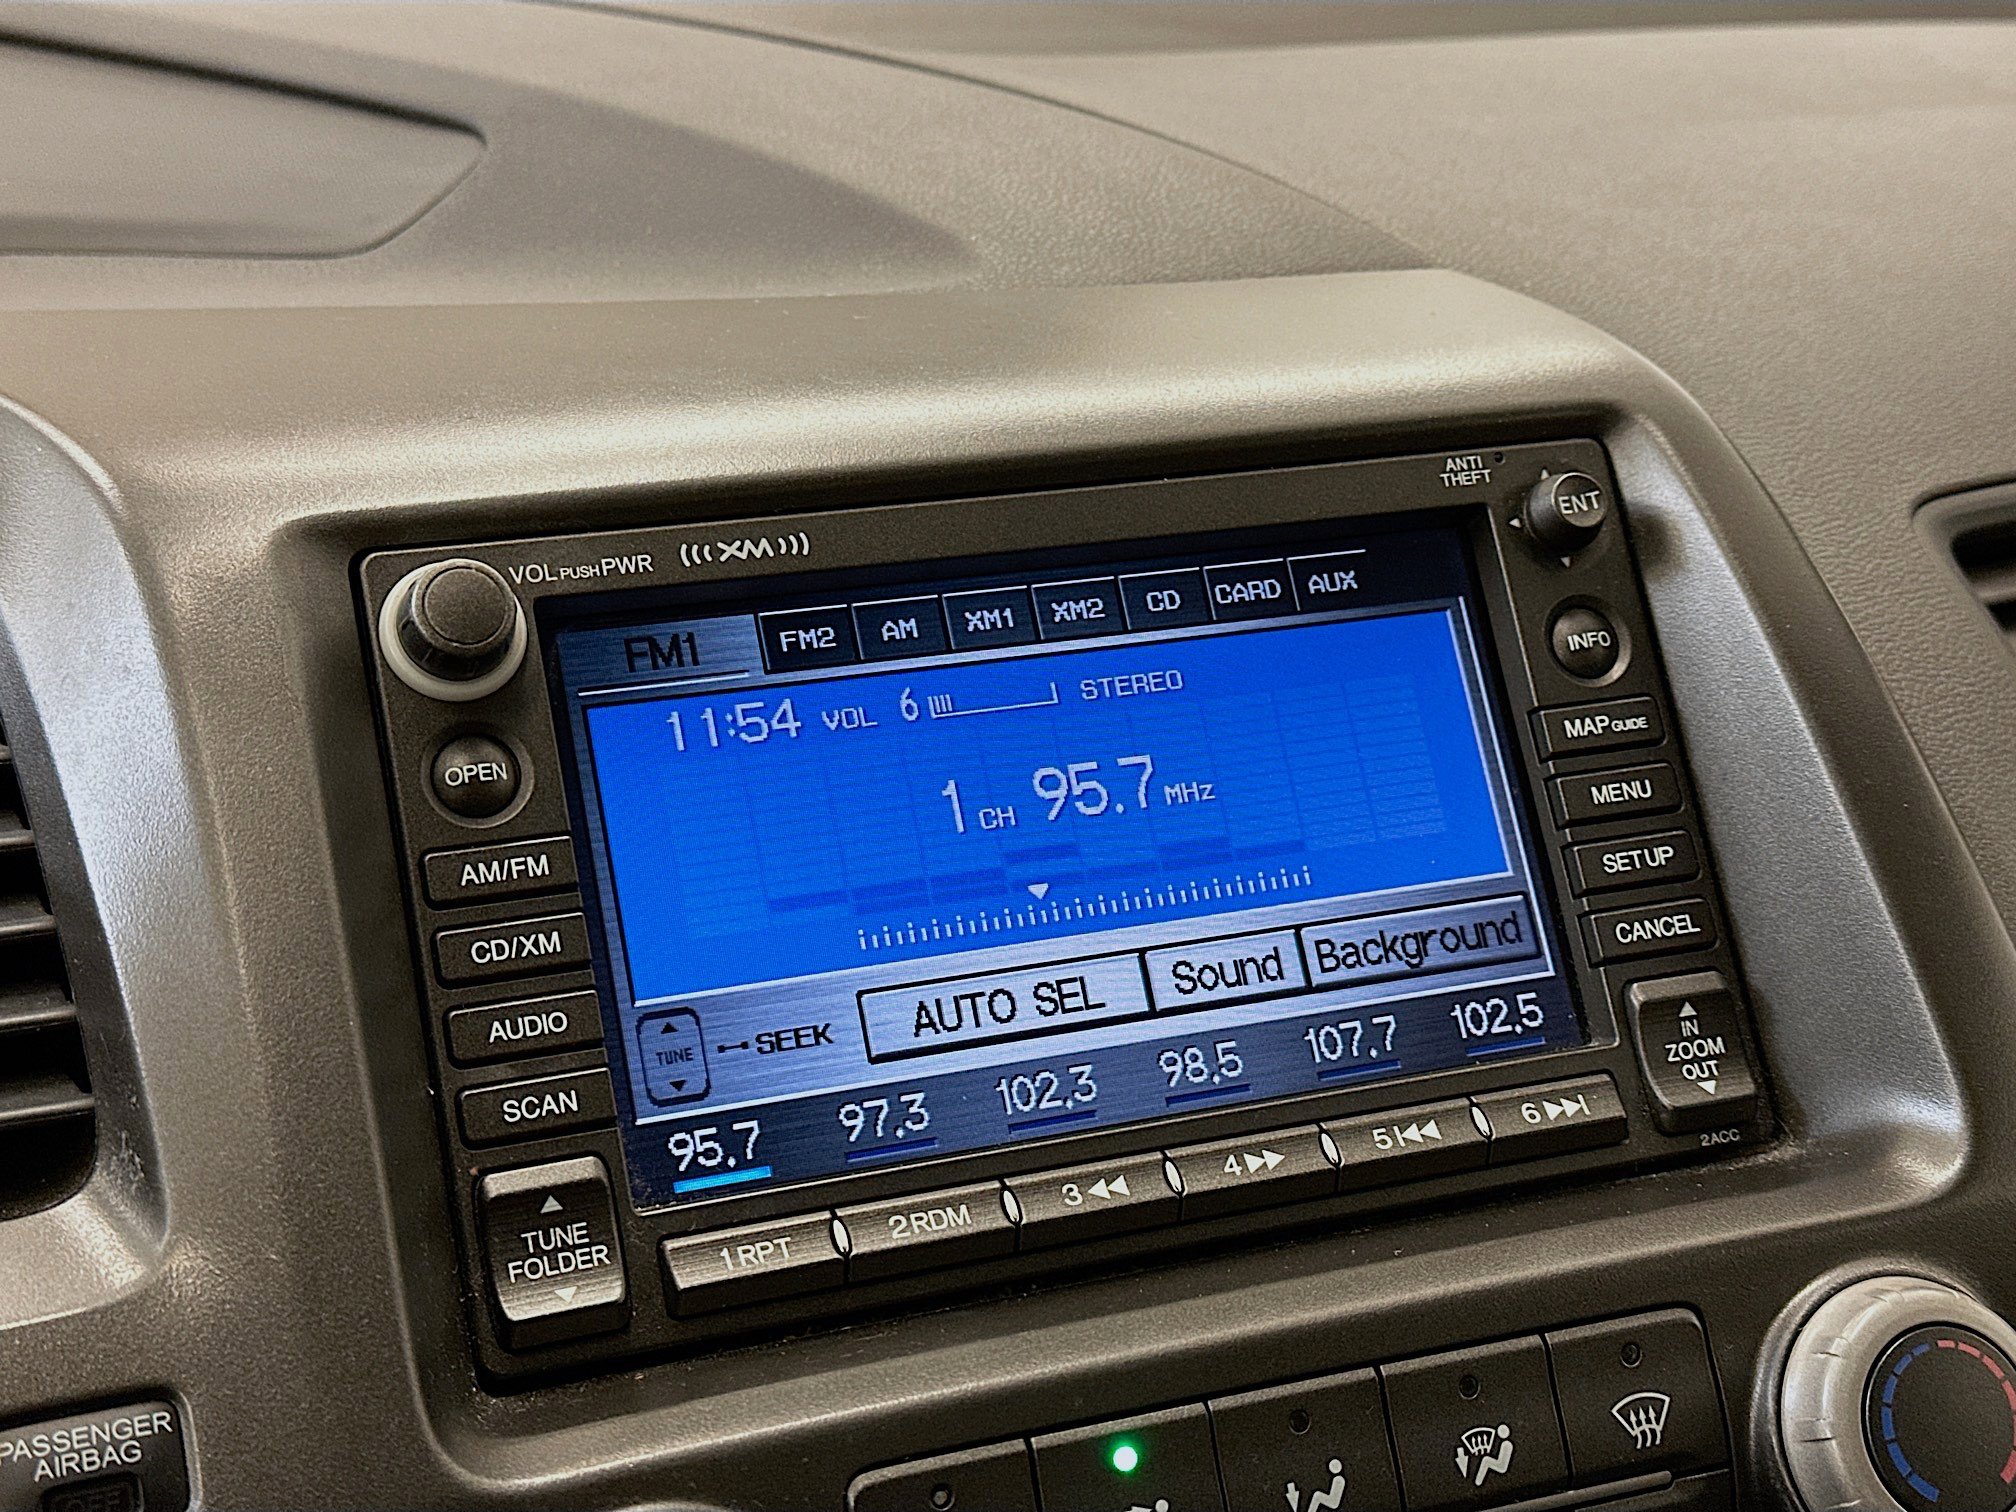 ANTI
THEFT
VOL PUSH PWR (((XM)))
ENT
FM1 FM2 AM XM1 XM2 CD CARD AUX
INFO
11:54 VOL 6 STEREO
OPEN
MAP GUIDE
1 CH 95.7 MHz
MENU
AM/FM
SETUP
CD/XM
CANCEL
AUTO SEL Sound Background
AUDIO
TUNE SEEK
IN
ZOOM
OUT
SCAN
95.7 97.3 102.3 98.5 107.7 102.5
2ACC
TUNE
FOLDER
1 RPT 2 RDM 3 4 5 6
PASSENGER
AIRBAG
OFF